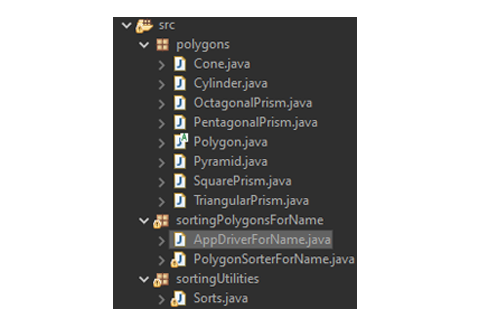 src
polygons
Cone.java
Cylinder.java
OctagonalPrism.java
PentagonalPrism.java
Polygon.java
Pyramid.java
SquarePrism.java
TriangularPrism.java
sortingPolygonsForName
AppDriverForName.java
PolygonSorterForName.java
sortingUtilities
Sorts.java